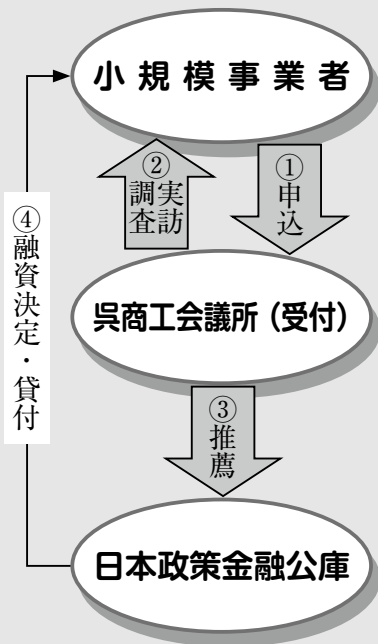 小規模事業者
②実訪
調査
①申込
呉商工会議所（受付）
③推薦
④融資決定・貸付
日本政策金融公庫